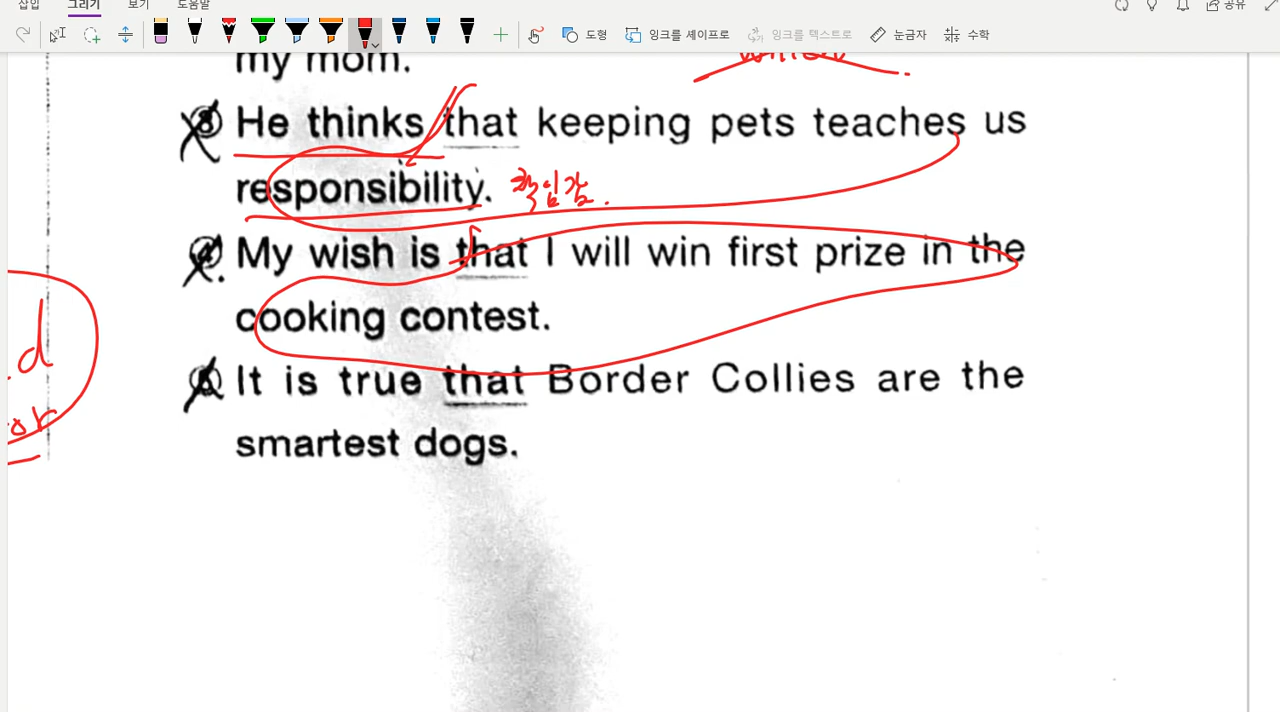 삽입 그리기 보기 도움말
공유
도형 잉크를 셰이프로 잉크를 텍스트로 눈금자 수학
my mom.
③ He thinks that keeping pets teaches us
responsibility. 책임감.
④ My wish is that I will win first prize in the
cooking contest.
d
or
It is true that Border Collies are the
smartest dogs.